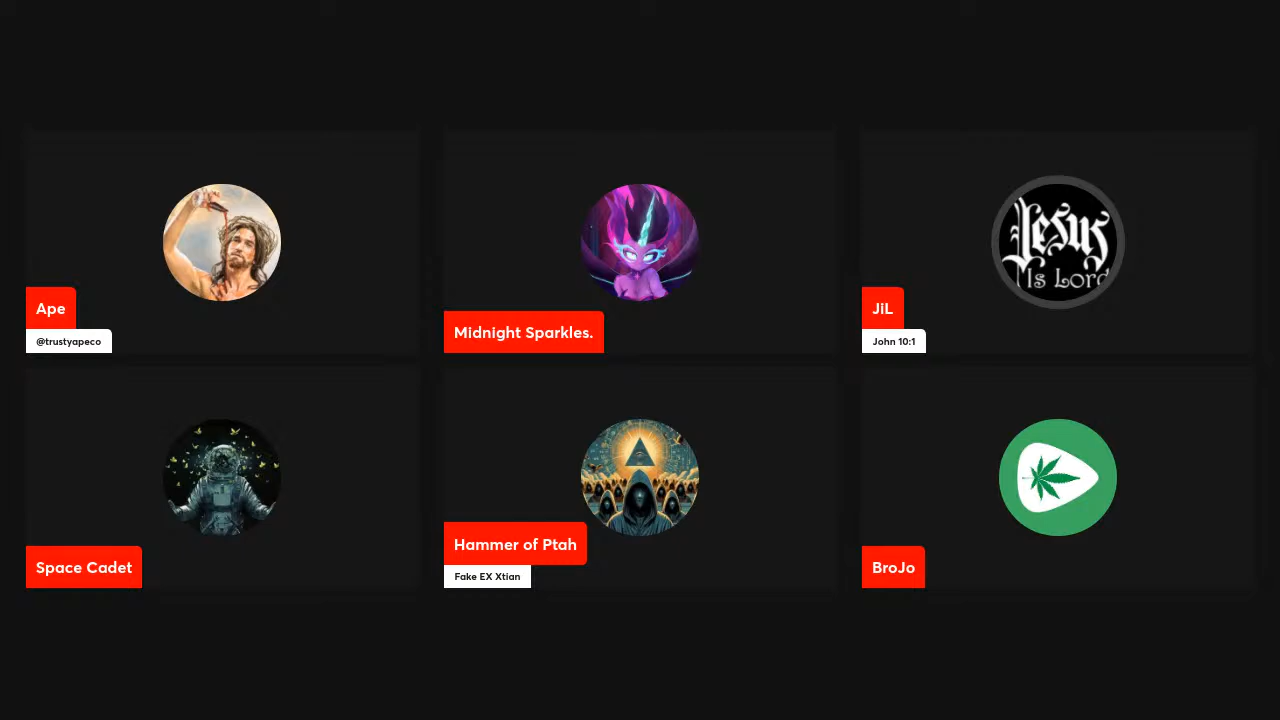 Ape
@trustyapeco
Midnight Sparkles.
Jesus
Is Lord
JiL
John 10:1
Space Cadet
Hammer of Ptah
Fake EX Xtian
BroJo